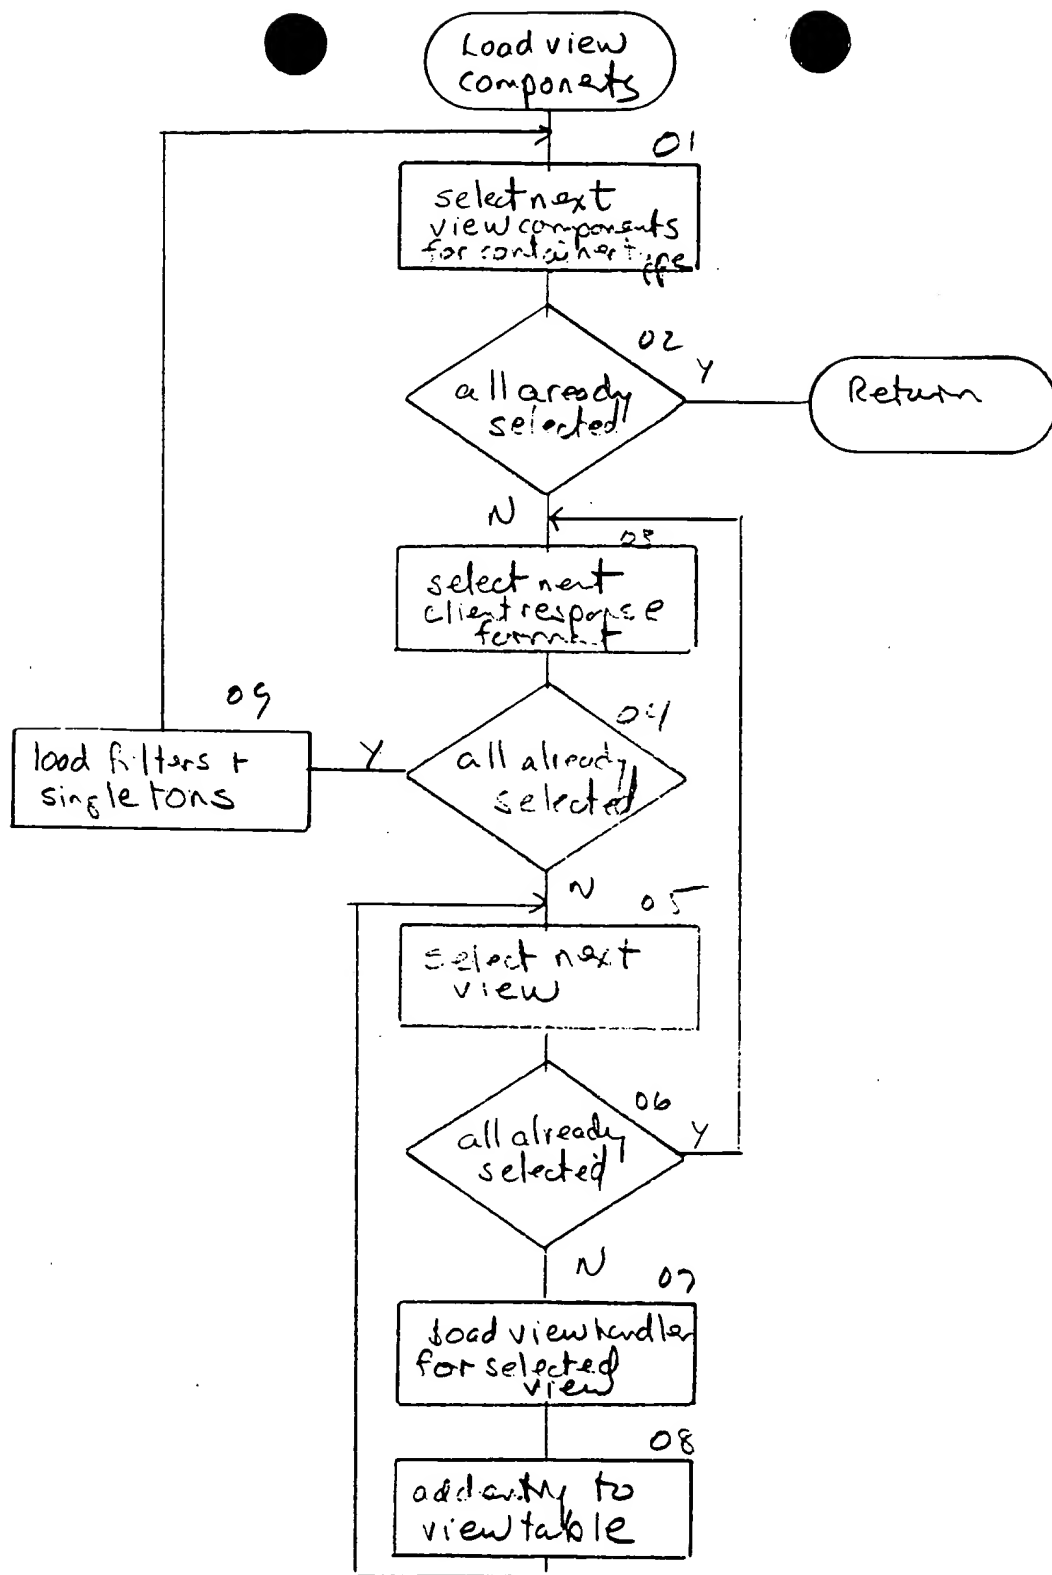 Load view
components
01
select next
view components
for container type
02
all aready
selected
Y
Return
N
03
select next
client response
format
04
all already
selected
Y
09
load filters +
singletons
N
05
select next
view
06
all already
selected
Y
N
07
load view handler
for selected
view
08
add entry to
view table